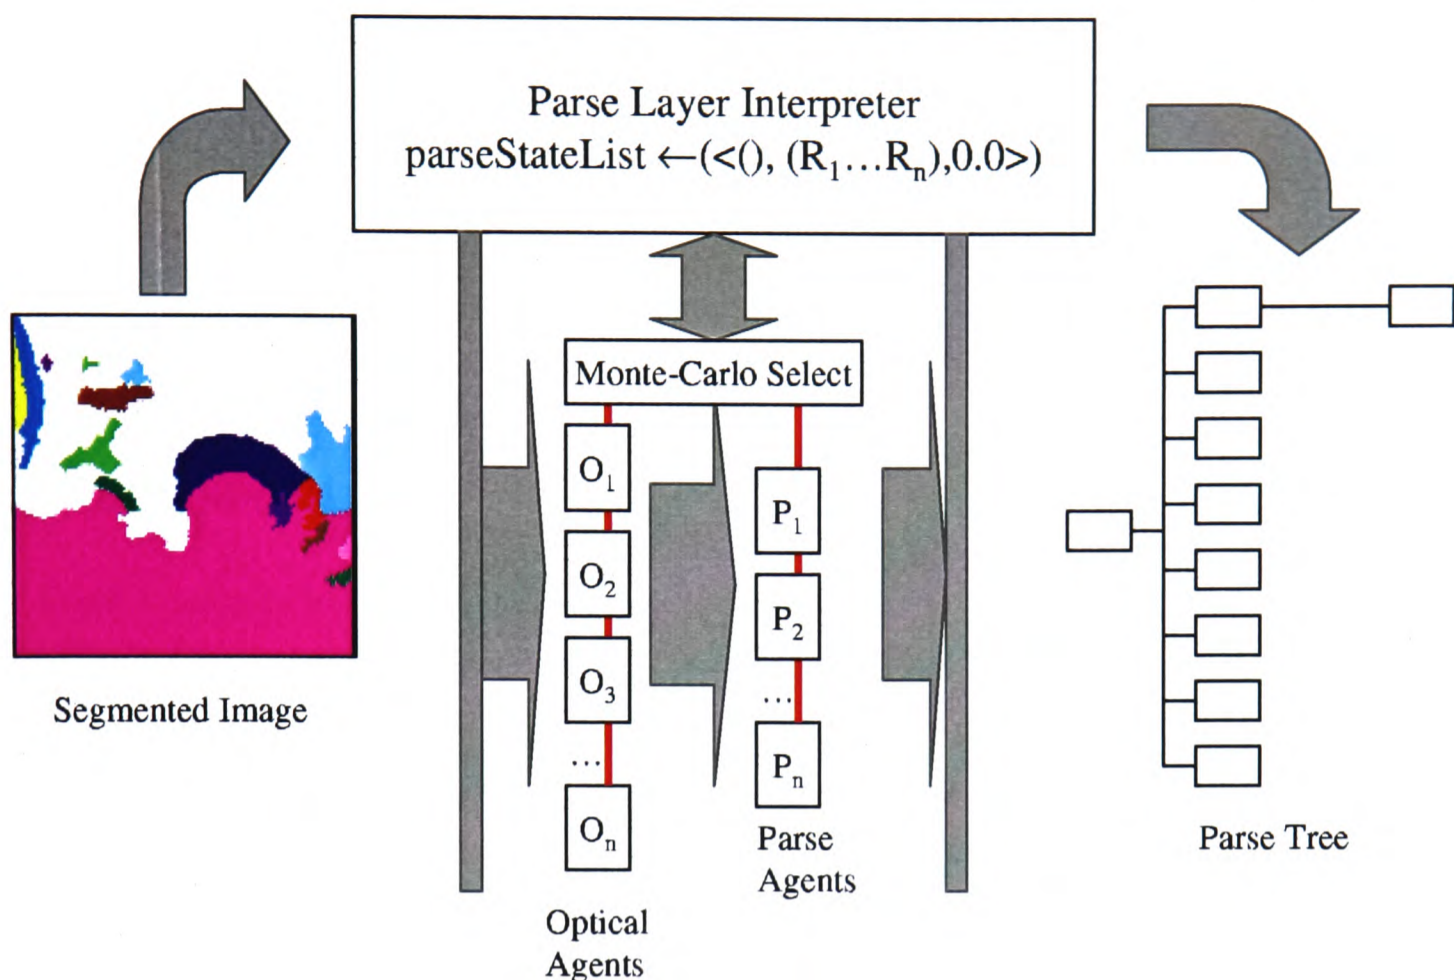 Parse Layer Interpreter
parseStateList ←(<(), (R₁…Rₙ),0.0>)
Monte-Carlo Select
O₁
O₂
O₃
…
Oₙ
P₁
P₂
…
Pₙ
Segmented Image
Optical
Agents
Parse
Agents
Parse Tree